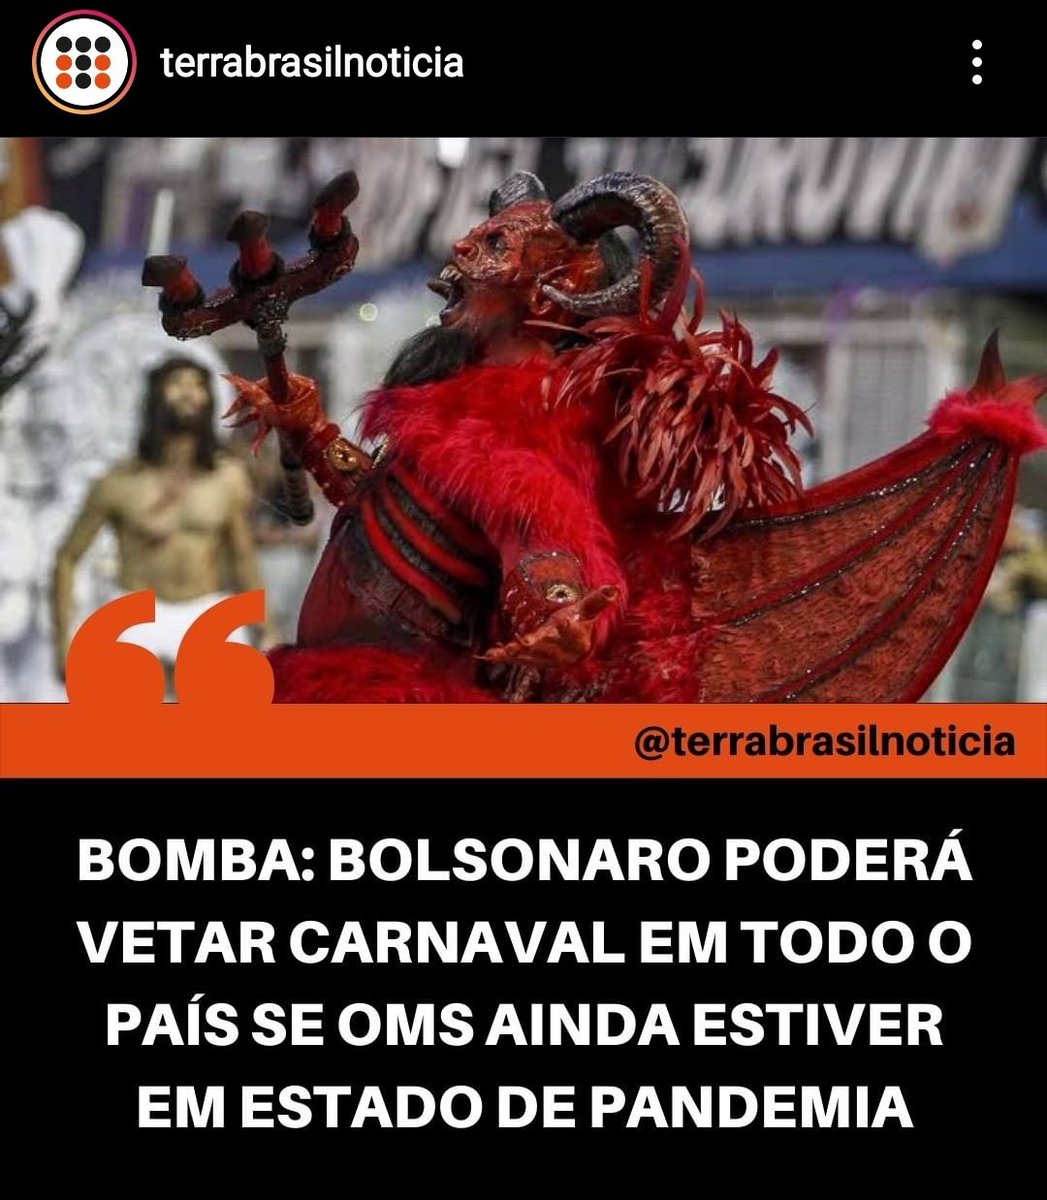 terrabrasilnoticia
@terrabrasilnoticia
BOMBA: BOLSONARO PODERÁ
VETAR CARNAVAL EM TODO O
PAÍS SE OMS AINDA ESTIVER
EM ESTADO DE PANDEMIA